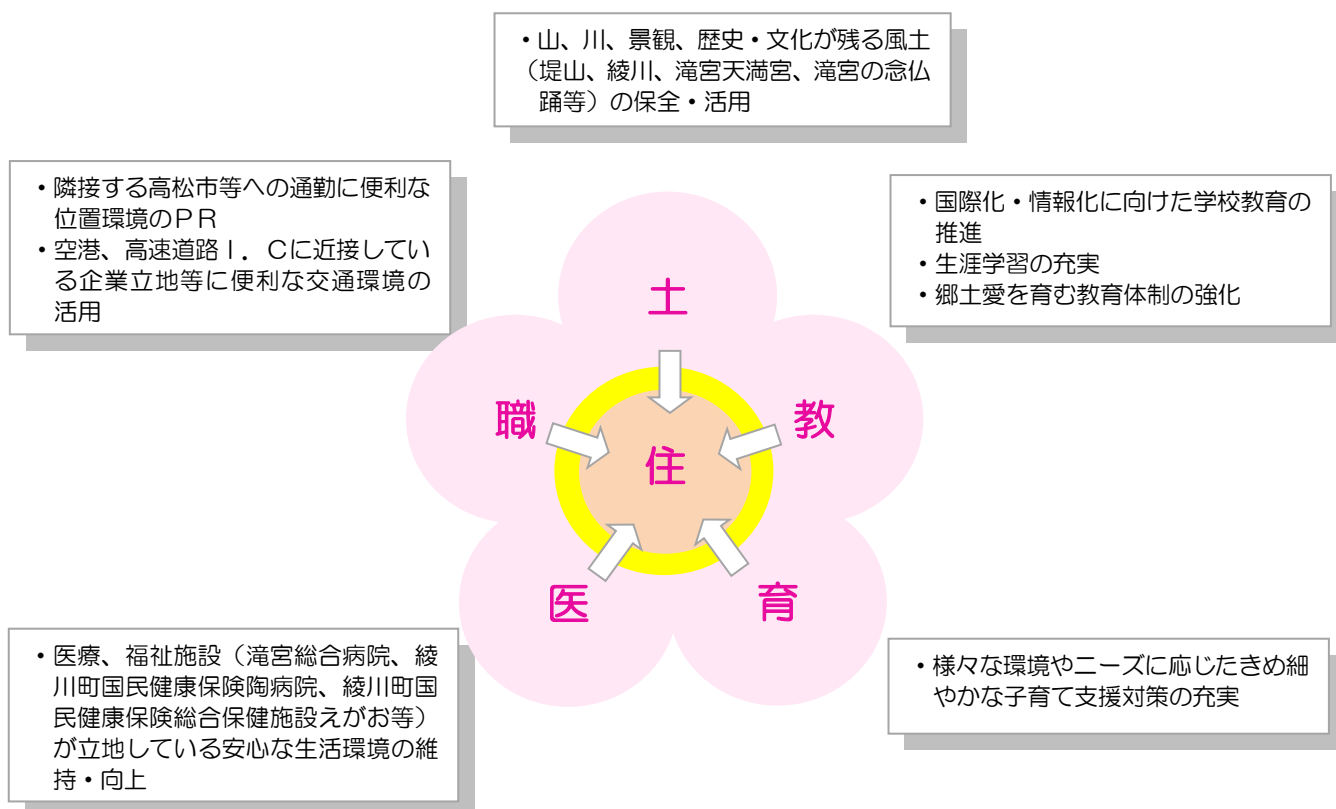 ・山、川、景観、歴史・文化が残る風土
（堤山、綾川、滝宮天満宮、滝宮の念仏
踊等）の保全・活用
・隣接する高松市等への通勤に便利な
位置環境のＰＲ
・空港、高速道路Ｉ．Ｃに近接してい
る企業立地等に便利な交通環境の
活用
・国際化・情報化に向けた学校教育の
推進
・生涯学習の充実
・郷土愛を育む教育体制の強化
土
職
教
住
医
育
・医療、福祉施設（滝宮総合病院、綾
川町国民健康保険陶病院、綾川町国
民健康保険総合保健施設えがお等）
が立地している安心な生活環境の維
持・向上
・様々な環境やニーズに応じたきめ細
やかな子育て支援対策の充実